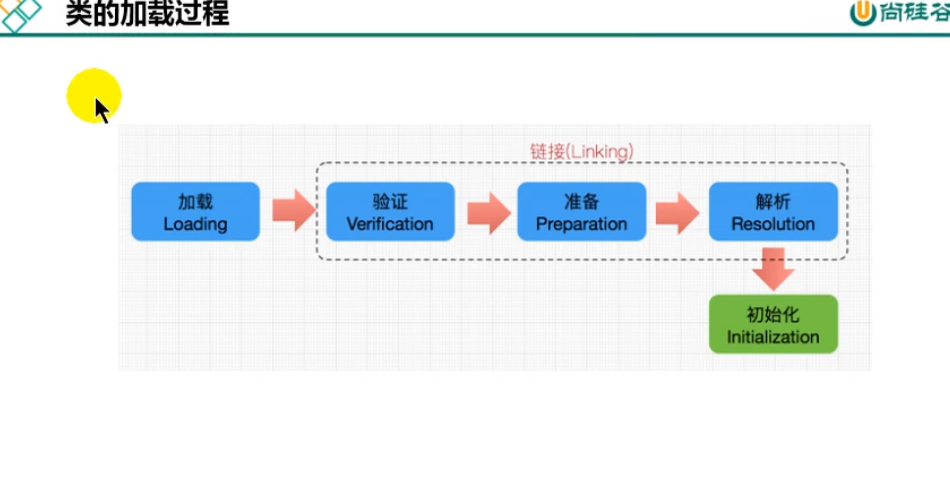 类的加载过程
尚硅谷
链接(Linking)
加载
Loading
验证
Verification
准备
Preparation
解析
Resolution
初始化
Initialization